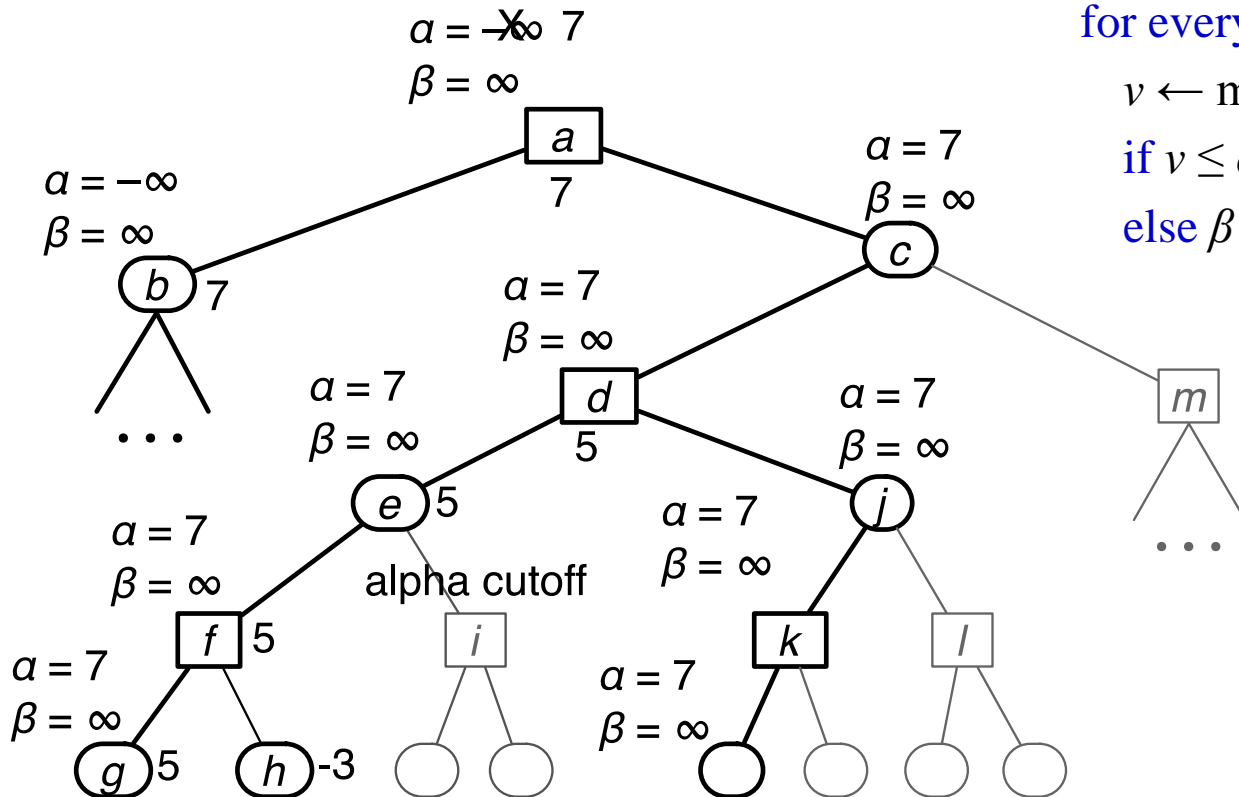 α = –∞ 7
β = ∞
a
7
for every
v ← m
if v ≤
else β
α = –∞
β = ∞
b 7
. . .
α = 7
β = ∞
c
α = 7
β = ∞
d
5
m
. . .
α = 7
β = ∞
e 5
alpha cutoff
α = 7
β = ∞
j
α = 7
β = ∞
f 5
i
α = 7
β = ∞
k
l
α = 7
β = ∞
g 5
h -3
α = 7
β = ∞